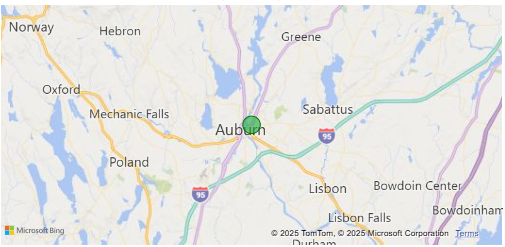 Norway
Hebron
Greene
Oxford
Mechanic Falls
Sabattus
Auburn
95
Poland
95
Lisbon
Bowdoin Center
Lisbon Falls
Bowdoinham
Microsoft Bing
© 2025 TomTom, © 2025 Microsoft Corporation Terms
Durham